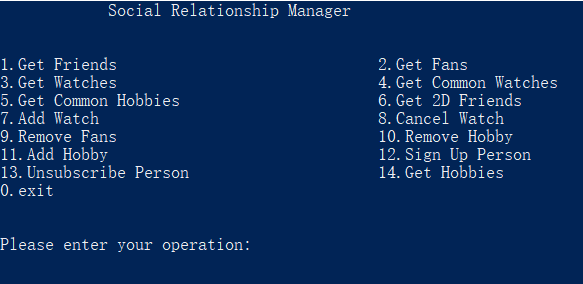 Social Relationship Manager
1.Get Friends 2.Get Fans
3.Get Watches 4.Get Common Watches
5.Get Common Hobbies 6.Get 2D Friends
7.Add Watch 8.Cancel Watch
9.Remove Fans 10.Remove Hobby
11.Add Hobby 12.Sign Up Person
13.Unsubscribe Person 14.Get Hobbies
0.exit
Please enter your operation: